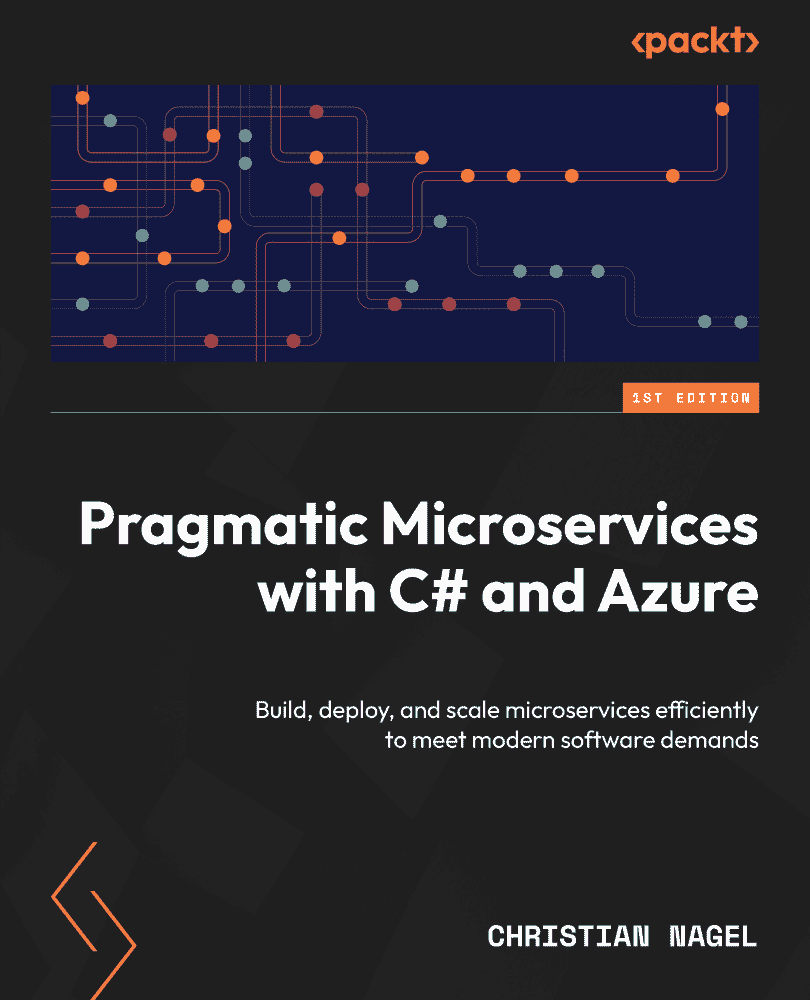 <packt>
1ST EDITION
Pragmatic Microservices
with C# and Azure
Build, deploy, and scale microservices efficiently
to meet modern software demands
CHRISTIAN NAGEL